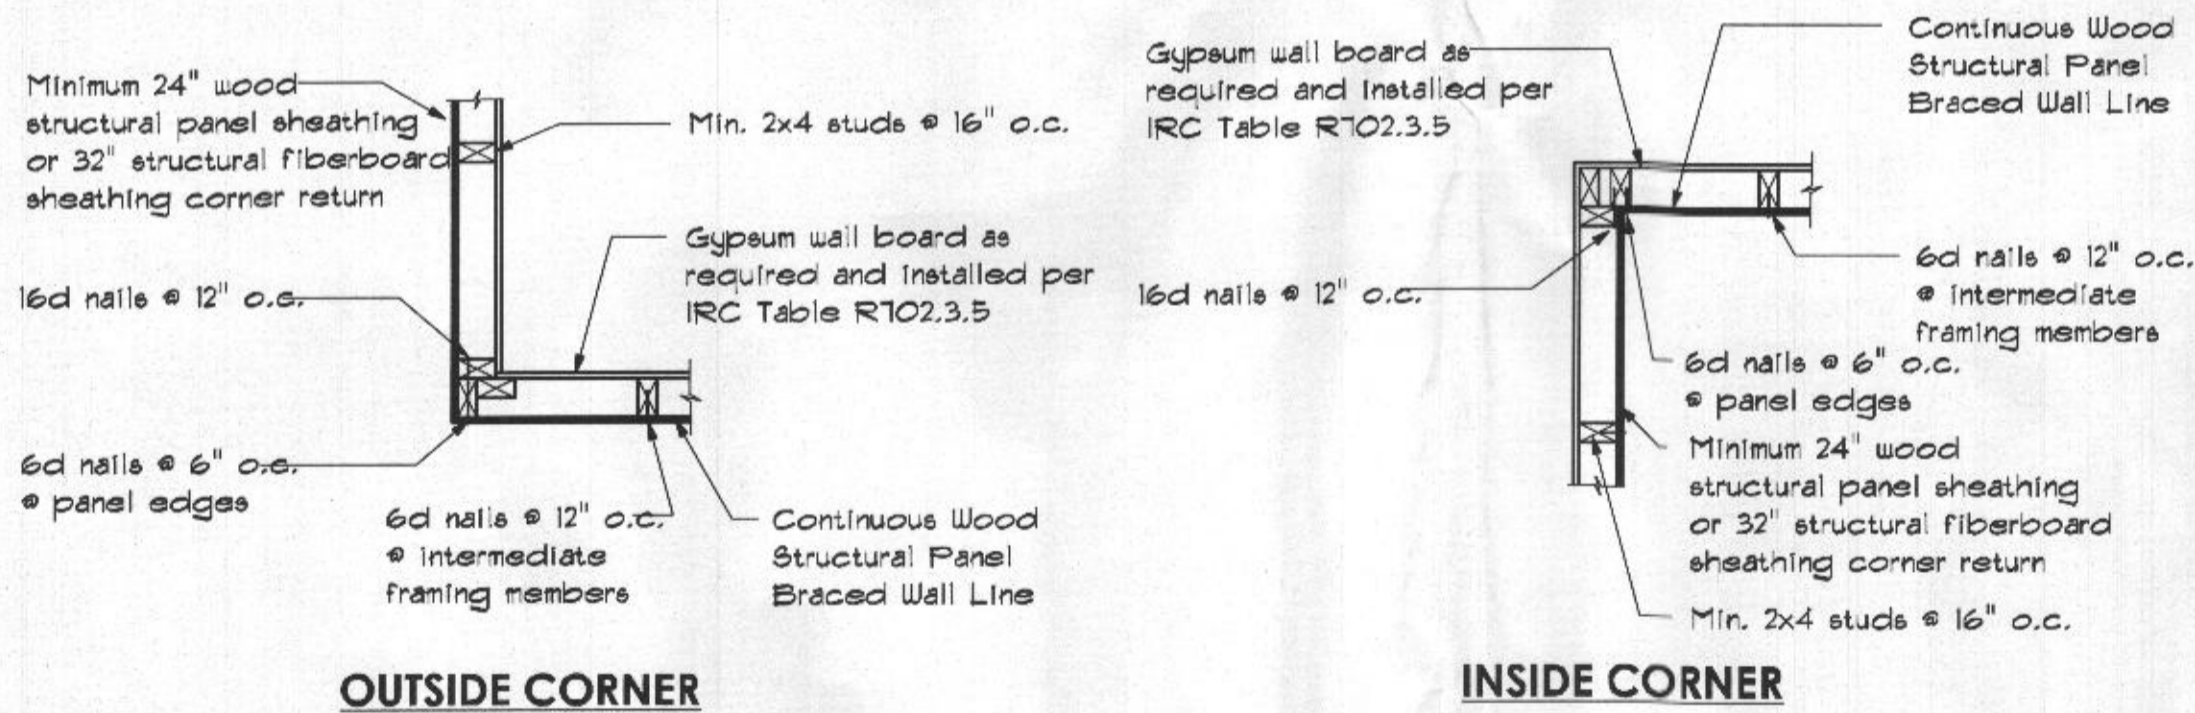 Minimum 24" wood
structural panel sheathing
or 32" structural fiberboard
sheathing corner return
Min. 2x4 studs @ 16" o.c.
Gypsum wall board as
required and installed per
IRC Table R702.3.5
16d nails @ 12" o.c.
6d nails @ 6" o.c.
@ panel edges
6d nails @ 12" o.c.
@ intermediate
framing members
Continuous Wood
Structural Panel
Braced Wall Line
OUTSIDE CORNER
Gypsum wall board as
required and installed per
IRC Table R702.3.5
Continuous Wood
Structural Panel
Braced Wall Line
16d nails @ 12" o.c.
6d nails @ 12" o.c.
@ intermediate
framing members
6d nails @ 6" o.c.
@ panel edges
Minimum 24" wood
structural panel sheathing
or 32" structural fiberboard
sheathing corner return
Min. 2x4 studs @ 16" o.c.
INSIDE CORNER